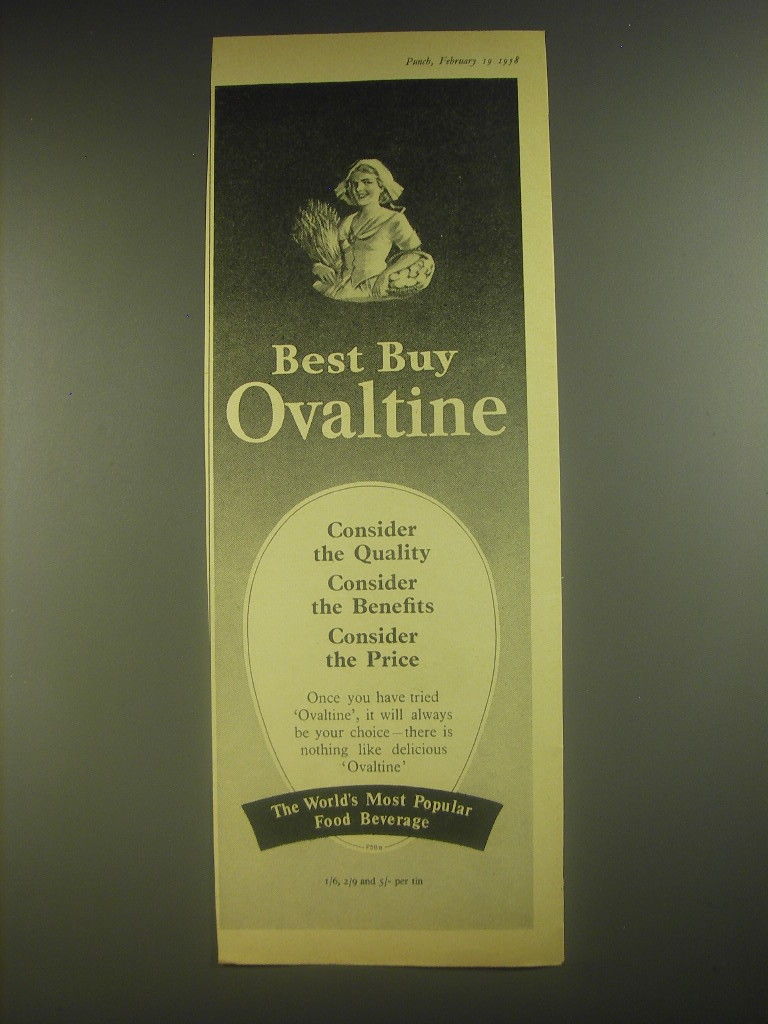 Punch, February 19 1958
Best Buy
Ovaltine
Consider
the Quality
Consider
the Benefits
Consider
the Price
Once you have tried
‘Ovaltine’, it will always
be your choice—there is
nothing like delicious
‘Ovaltine’
The World's Most Popular
Food Beverage
1/6, 2/9 and 5/- per tin